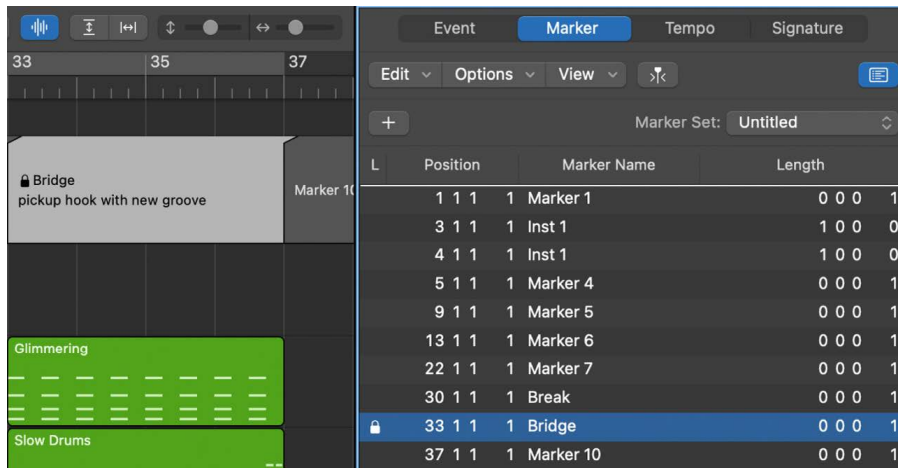 Event Marker Tempo Signature
33 35 37
Edit Options View
+ Marker Set: Untitled
L Position Marker Name Length
Bridge
pickup hook with new groove
Marker 10
1 1 1 1 Marker 1 0 0 0 1
3 1 1 1 Inst 1 1 0 0 0
4 1 1 1 Inst 1 1 0 0 0
5 1 1 1 Marker 4 0 0 0 1
9 1 1 1 Marker 5 0 0 0 1
13 1 1 1 Marker 6 0 0 0 1
22 1 1 1 Marker 7 0 0 0 1
30 1 1 1 Break 0 0 0 1
33 1 1 1 Bridge 0 0 0 1
37 1 1 1 Marker 10 0 0 0 1
Glimmering
Slow Drums